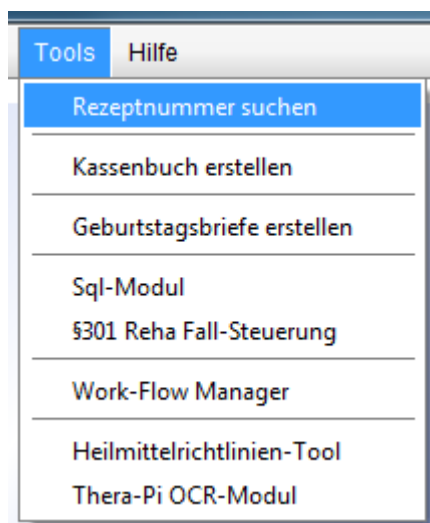 Tools Hilfe
Rezeptnummer suchen
Kassenbuch erstellen
Geburtstagsbriefe erstellen
Sql-Modul
§301 Reha Fall-Steuerung
Work-Flow Manager
Heilmittelrichtlinien-Tool
Thera-Pi OCR-Modul